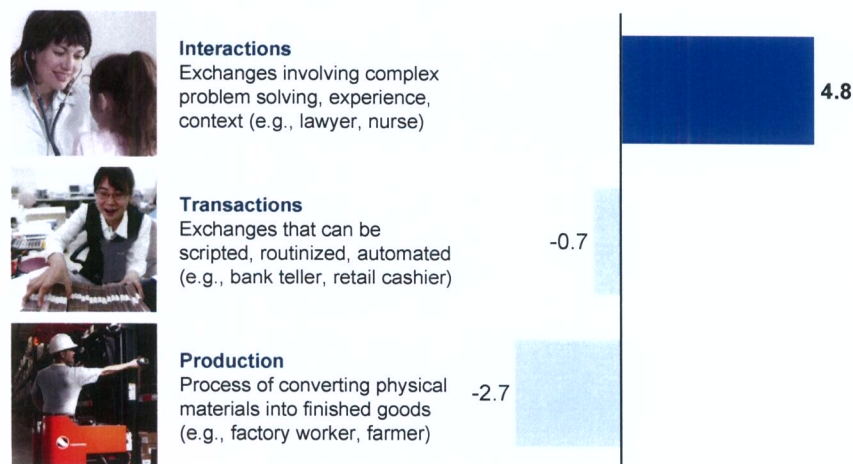 Interactions
Exchanges involving complex
problem solving, experience,
context (e.g., lawyer, nurse)
4.8
Transactions
Exchanges that can be
scripted, routinized, automated
(e.g., bank teller, retail cashier)
-0.7
Production
Process of converting physical
materials into finished goods
(e.g., factory worker, farmer)
-2.7